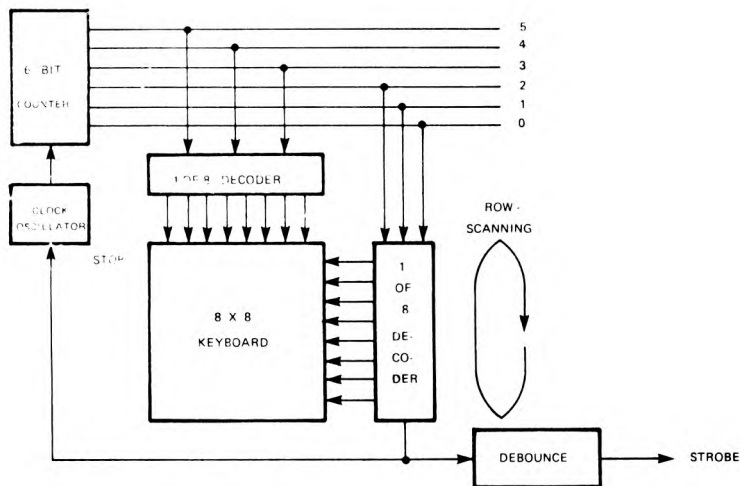 5
4
6 BIT
3
2
COUNTER
1
0
1 OF 8 DECODER
CLOCK
OSCILLATOR
ROW -
SCANNING
STOP
1
OF
8
8 X 8
KEYBOARD
DE-
CO-
DER
DEBOUNCE
STROBE